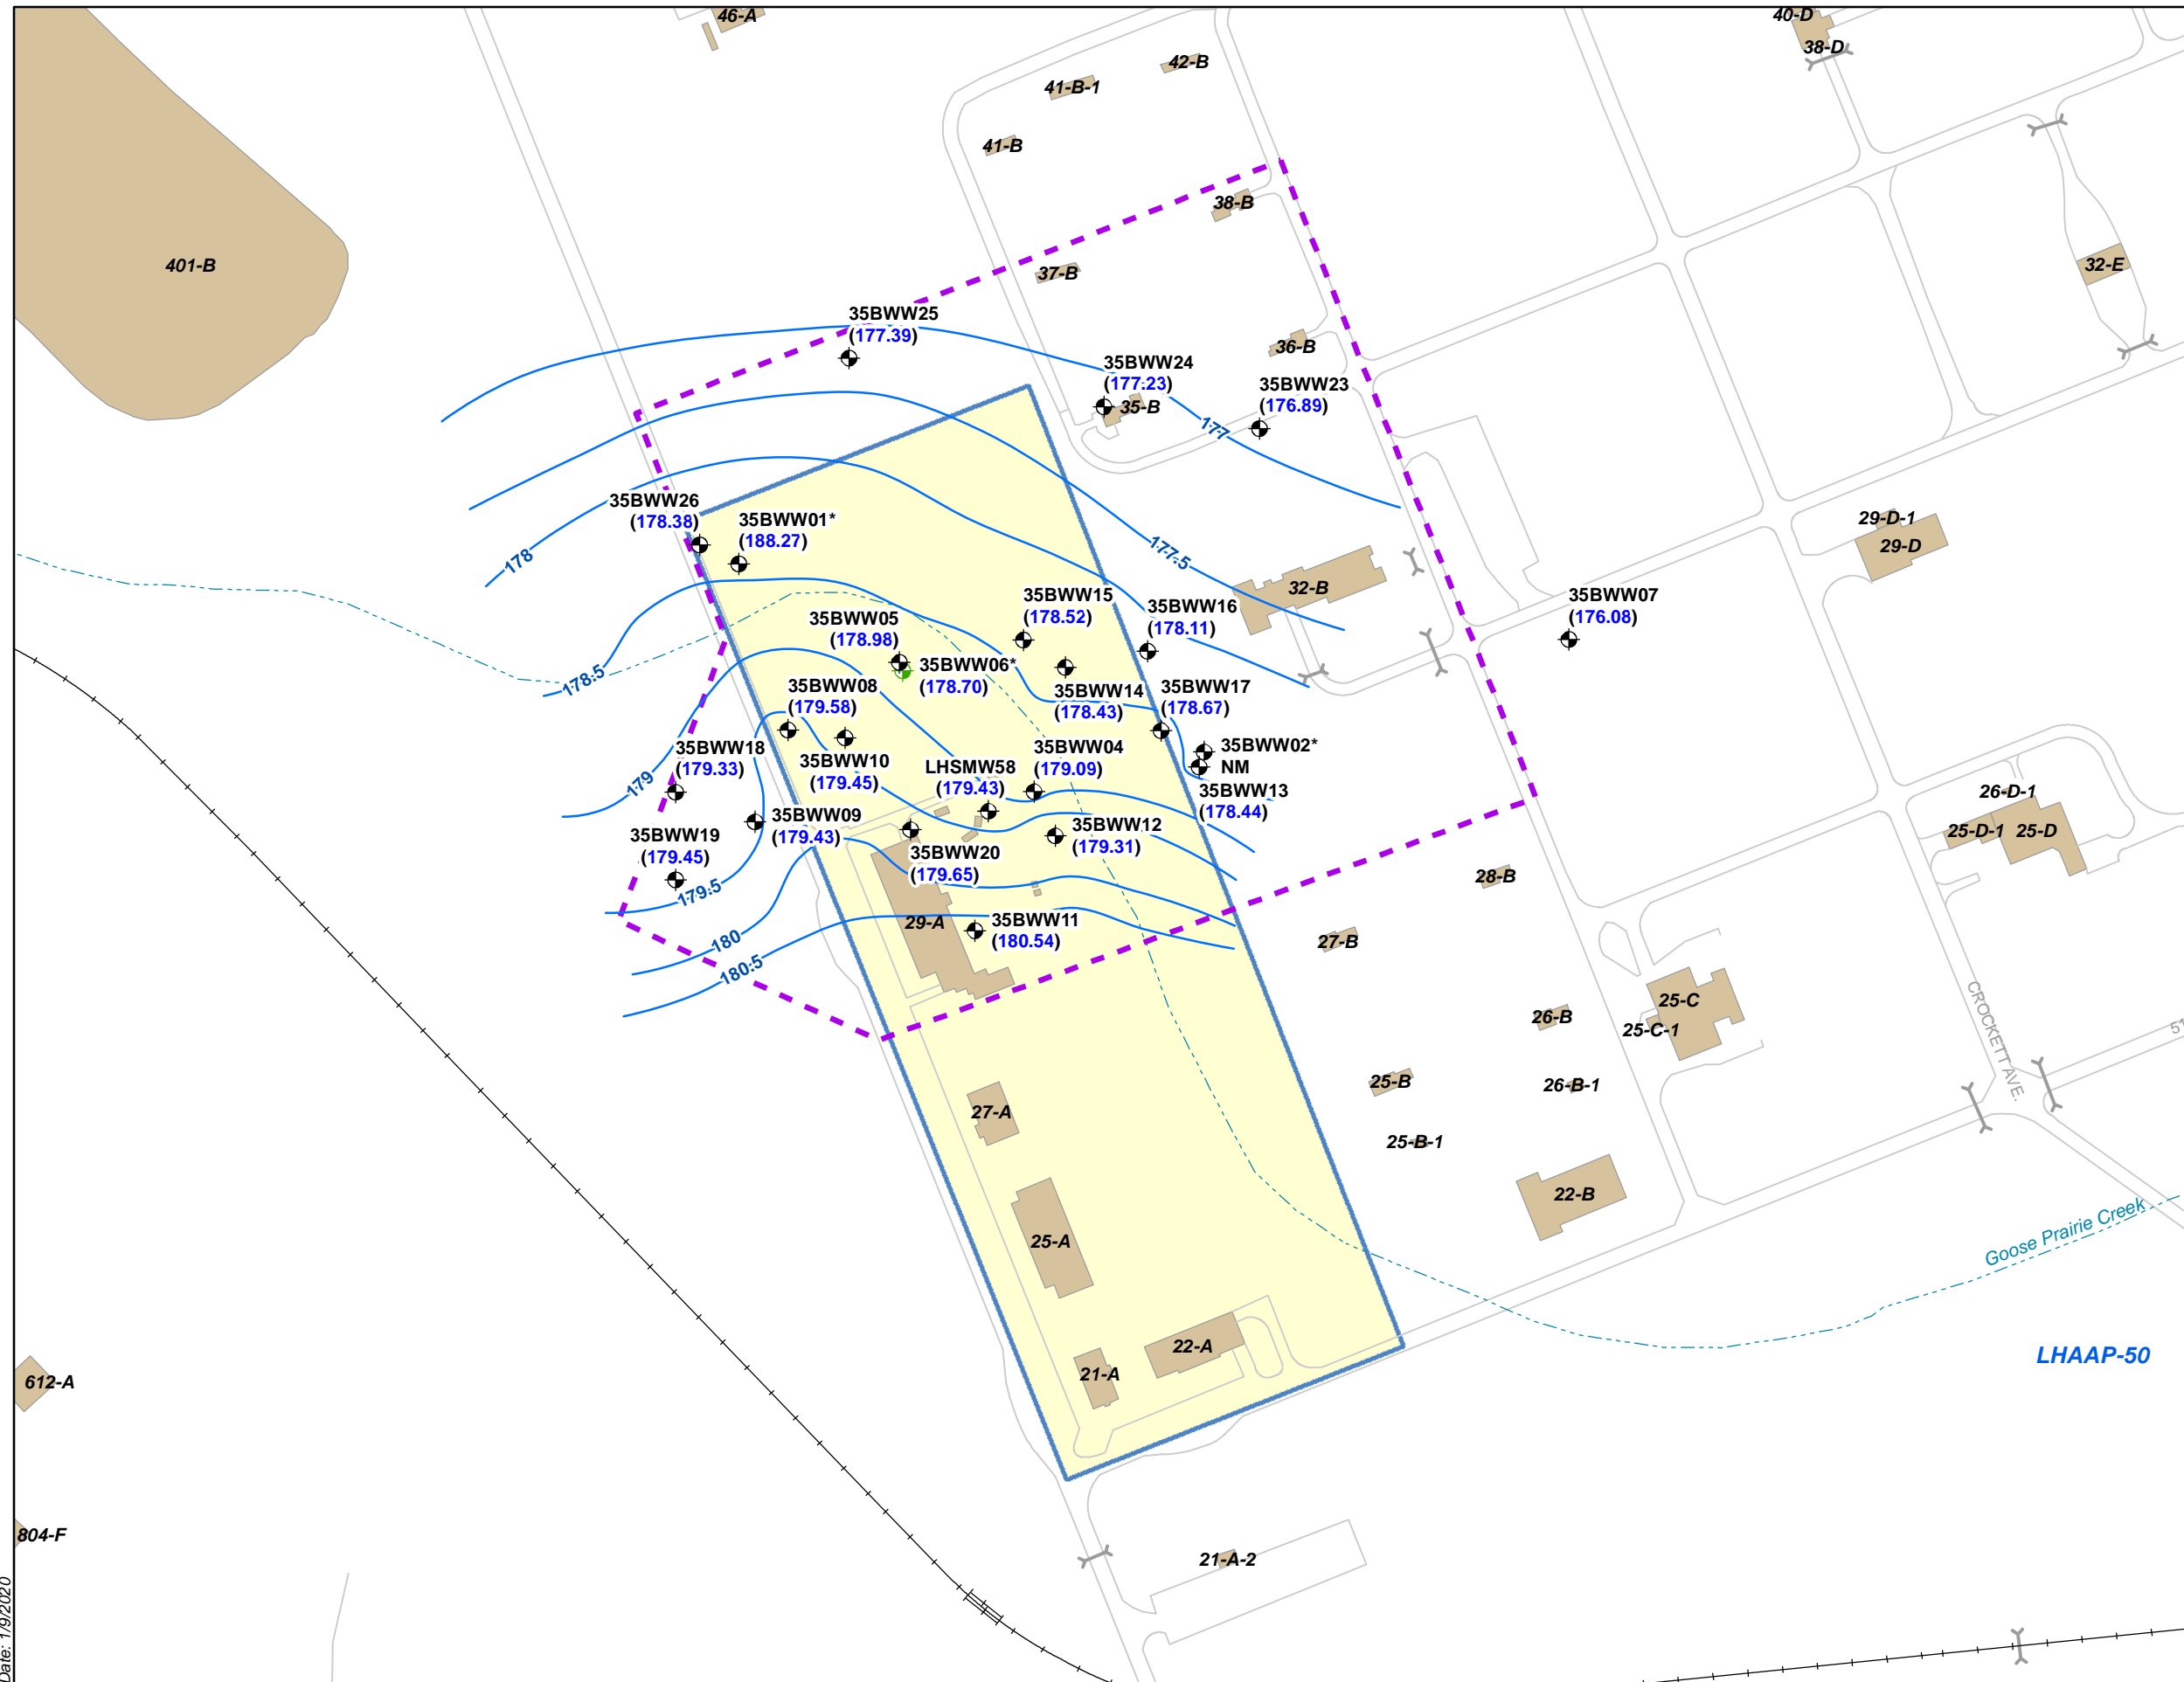 46-A
40-D
38-D
42-B
41-B-1
41-B
38-B
401-B
37-B
32-E
35BWW25
(177.39)
36-B
35BWW24
(177.23)
35BWW23
(176.89)
35-B
177
35BWW26
(178.38)
35BWW01*
(188.27)
29-D-1
29-D
177.5
178
32-B
35BWW15
(178.52)
35BWW16
(178.11)
35BWW07
(176.08)
35BWW05
(178.98)
35BWW06*
(178.70)
178.5
35BWW08
(179.58)
35BWW14
(178.43)
35BWW17
(178.67)
35BWW18
(179.33)
35BWW10
(179.45)
LHSMW58
(179.43)
35BWW04
(179.09)
35BWW02*
NM
179
35BWW13
(178.44)
26-D-1
25-D-1
25-D
35BWW09
(179.43)
35BWW19
(179.45)
35BWW12
(179.31)
35BWW20
(179.65)
28-B
179.5
29-A
35BWW11
(180.54)
180
180.5
27-B
25-C
25-C-1
26-B
CROCKETT AVE.
51
25-B
26-B-1
27-A
25-B-1
22-B
25-A
Goose Prairie Creek
22-A
LHAAP-50
21-A
612-A
804-F
21-A-2
Date: 1/9/2020